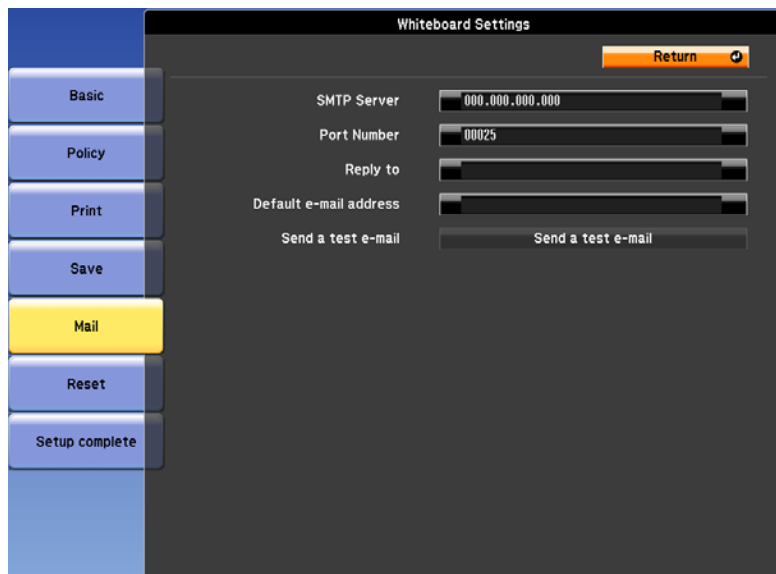 Whiteboard Settings
Return
Basic
Policy
Print
Save
Mail
Reset
Setup complete
SMTP Server 000.000.000.000
Port Number 00025
Reply to
Default e-mail address
Send a test e-mail Send a test e-mail